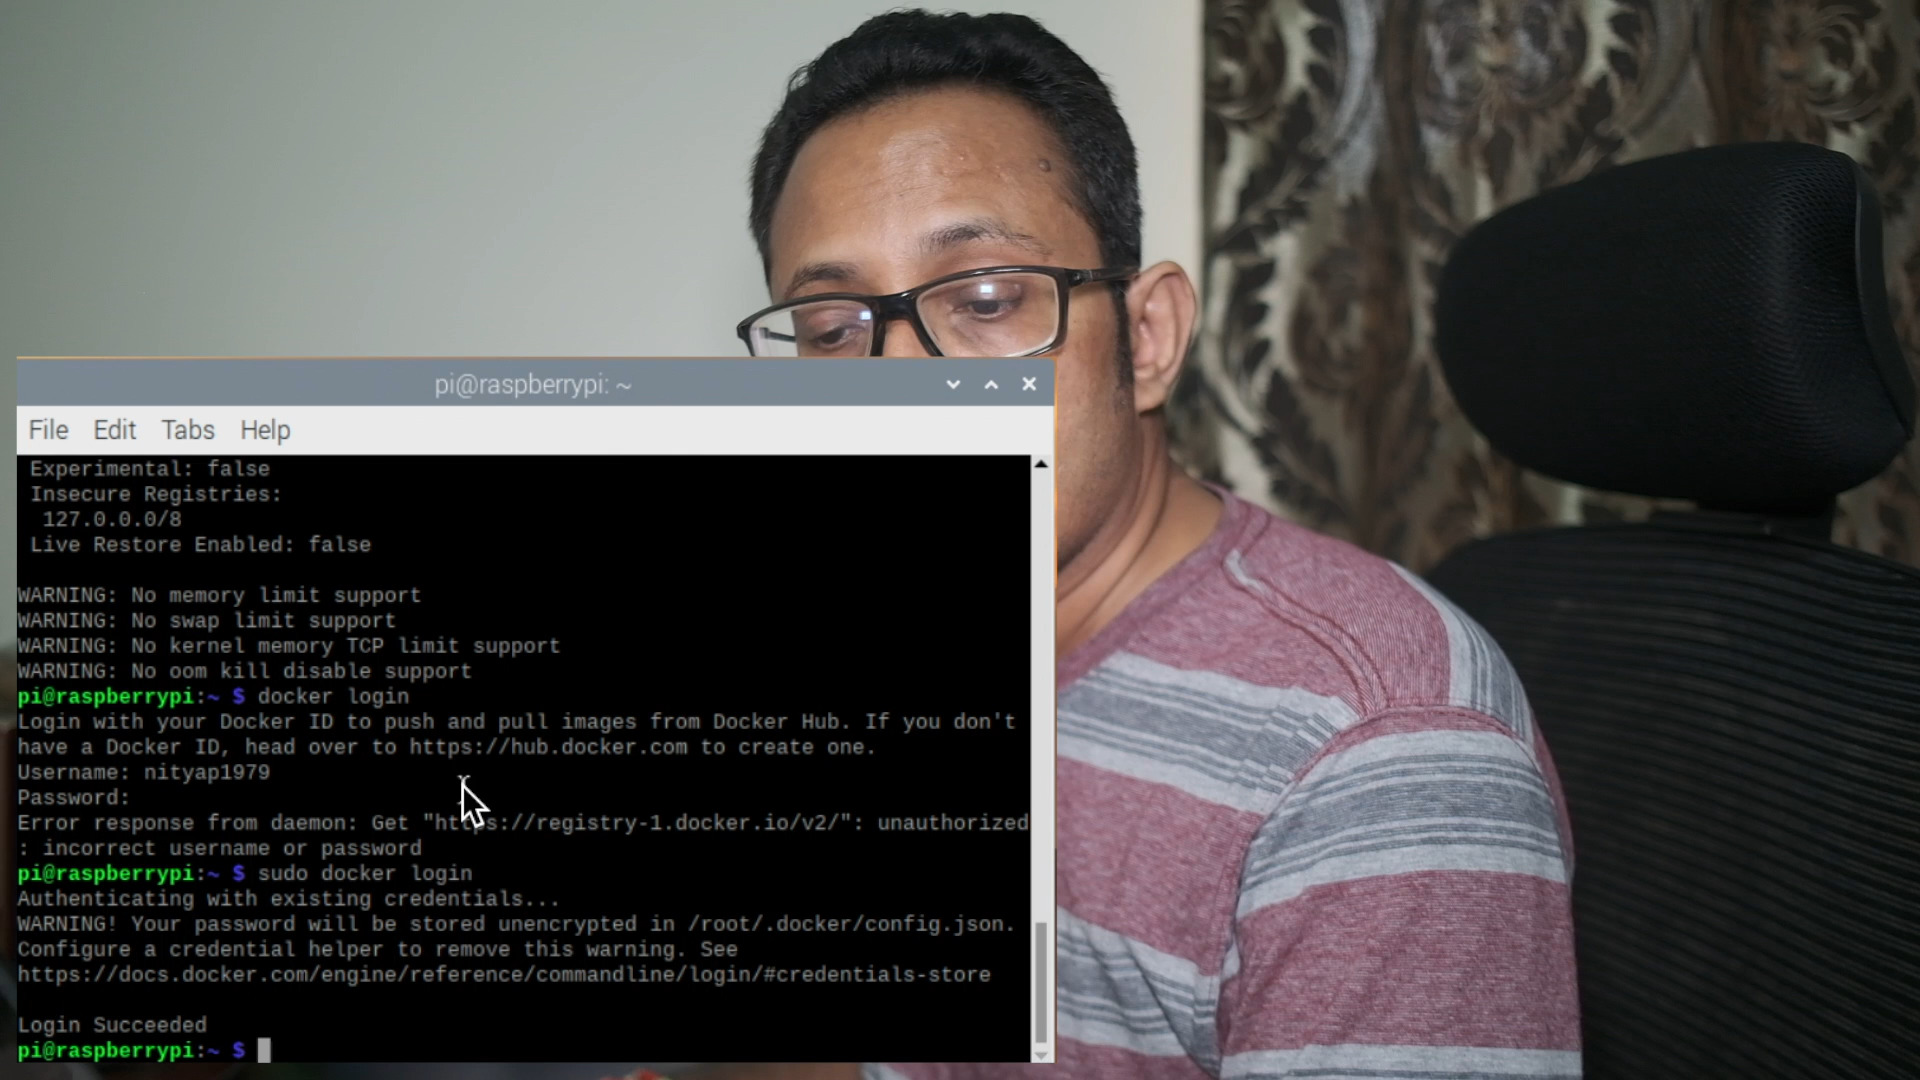 pi@raspberrypi: ~
File Edit Tabs Help
Experimental: false
Insecure Registries:
127.0.0.0/8
Live Restore Enabled: false
WARNING: No memory limit support
WARNING: No swap limit support
WARNING: No kernel memory TCP limit support
WARNING: No oom kill disable support
pi@raspberrypi:~ $ docker login
Login with your Docker ID to push and pull images from Docker Hub. If you don't
have a Docker ID, head over to https://hub.docker.com to create one.
Username: nityap1979
Password:
Error response from daemon: Get "https://registry-1.docker.io/v2/": unauthorized
: incorrect username or password
pi@raspberrypi:~ $ sudo docker login
Authenticating with existing credentials...
WARNING! Your password will be stored unencrypted in /root/.docker/config.json.
Configure a credential helper to remove this warning. See
https://docs.docker.com/engine/reference/commandline/login/#credentials-store
Login Succeeded
pi@raspberrypi:~ $